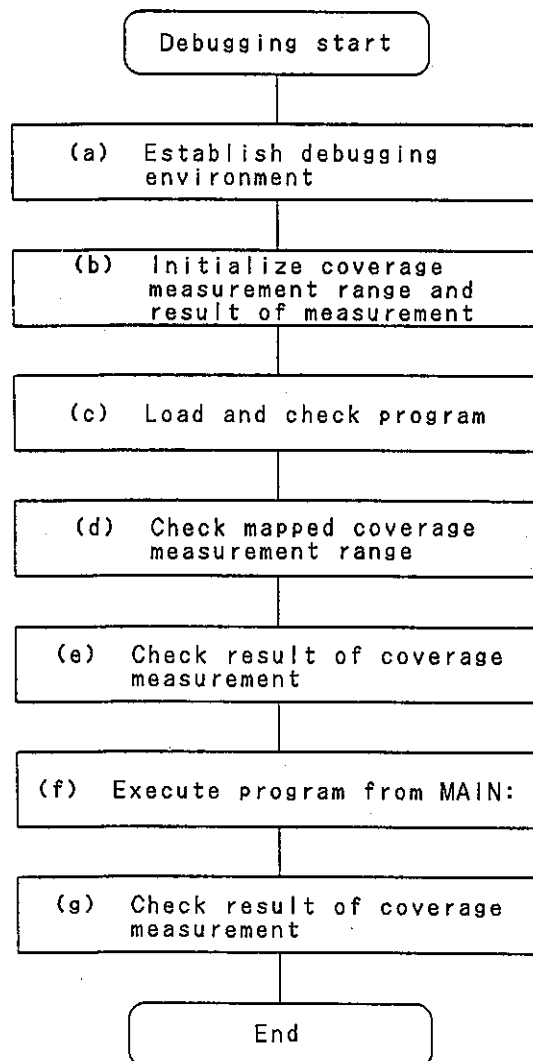 Debugging start
(a) Establish debugging
environment
(b) Initialize coverage
measurement range and
result of measurement
(c) Load and check program
(d) Check mapped coverage
measurement range
(e) Check result of coverage
measurement
(f) Execute program from MAIN:
(g) Check result of coverage
measurement
End